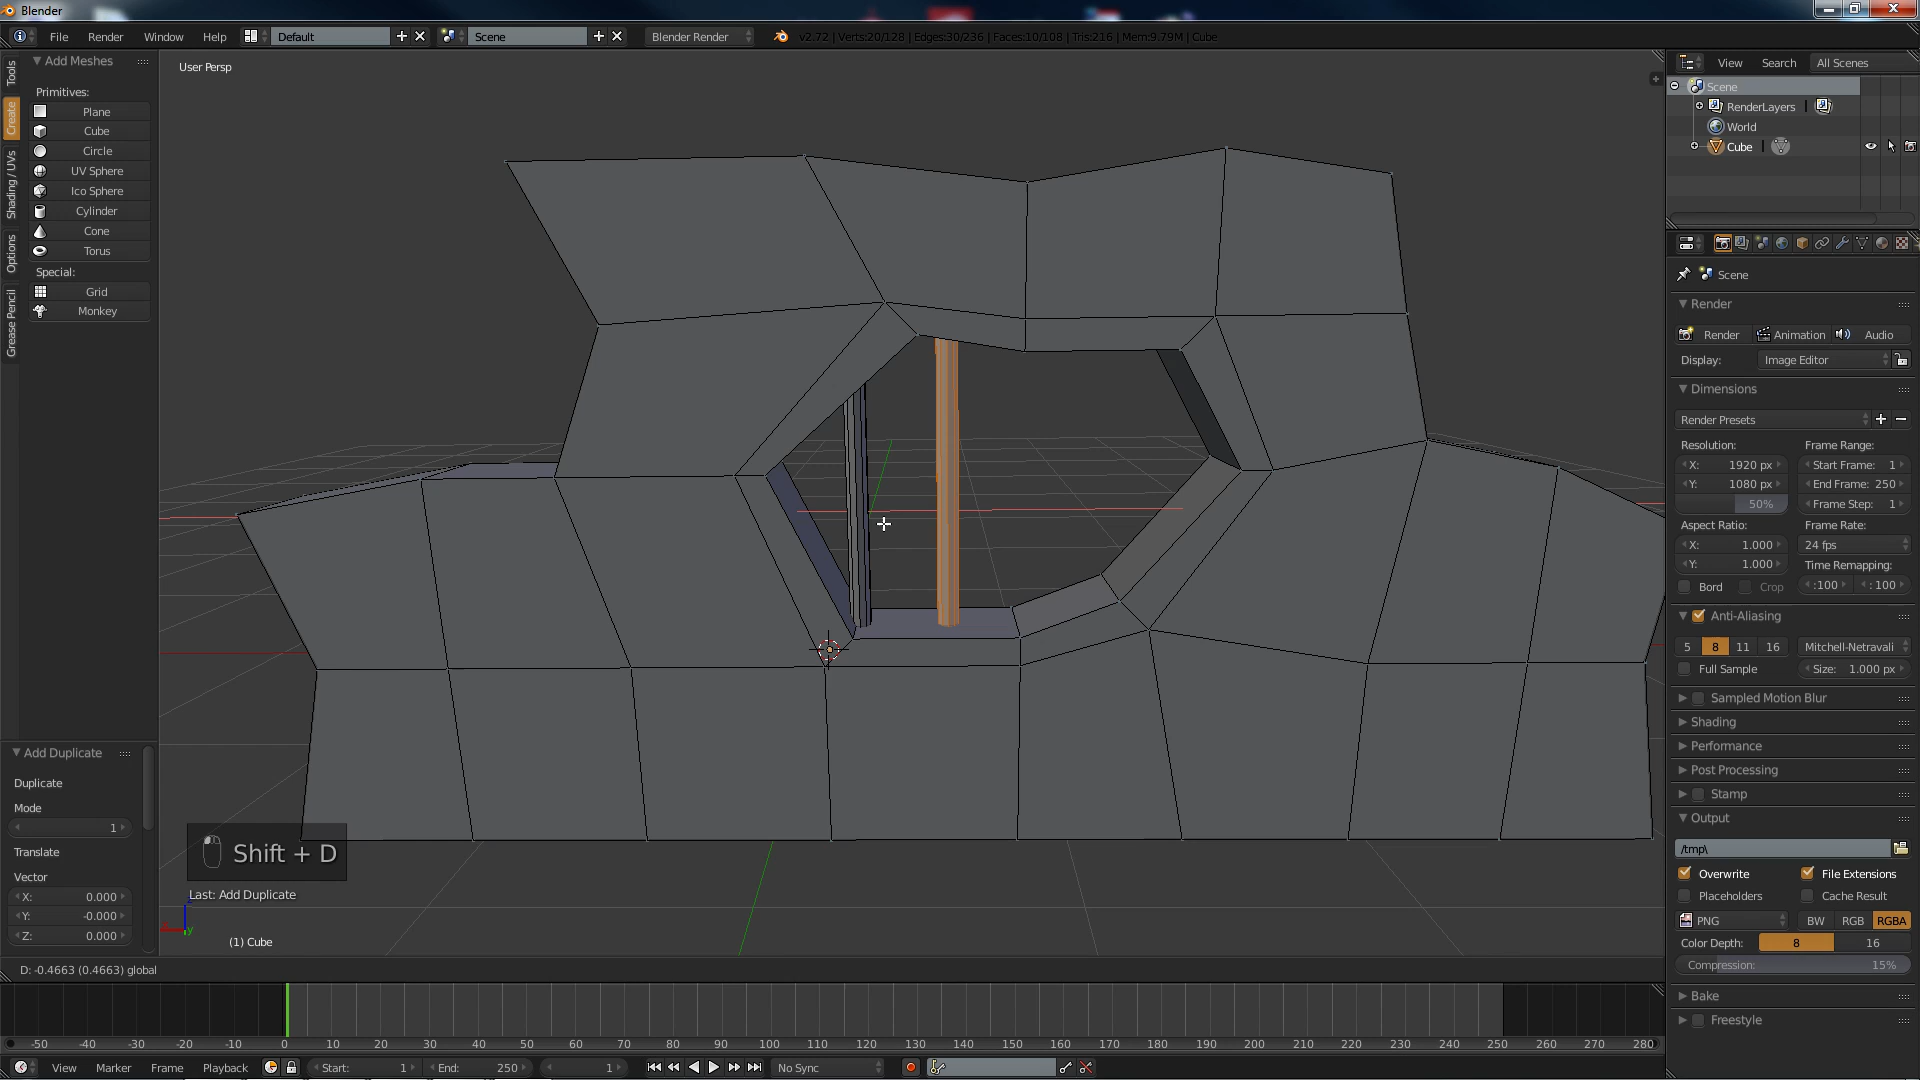 Blender
File Render Window Help Default Scene Blender Render v2.72 | Verts:20/128 | Edges:30/236 | Faces:10/108 | Tris:216 | Mem:9.79M | Cube
Tools
Create
Shading / UVs
Options
Grease Pencil
Add Meshes
Primitives:
Plane
Cube
Circle
UV Sphere
Ico Sphere
Cylinder
Cone
Torus
Special:
Grid
Monkey
Add Duplicate
Duplicate
Mode
1
Translate
Vector
X: 0.000
Y: -0.000
Z: 0.000
User Persp
Shift + D
Last: Add Duplicate
(1) Cube
D: -0.4663 (0.4663) global
View Search All Scenes
Scene
RenderLayers
World
Cube
Scene
Render
Render Animation Audio
Display: Image Editor
Dimensions
Render Presets
Resolution: Frame Range:
X: 1920 px Start Frame: 1
Y: 1080 px End Frame: 250
50% Frame Step: 1
Aspect Ratio: Frame Rate:
X: 1.000 24 fps
Y: 1.000 Time Remapping:
Bord Crop :100 :100
Anti-Aliasing
5 8 11 16 Mitchell-Netravali
Full Sample Size: 1.000 px
Sampled Motion Blur
Shading
Performance
Post Processing
Stamp
Output
/tmp\
Overwrite File Extensions
Placeholders Cache Result
PNG BW RGB RGBA
Color Depth: 8 16
Compression: 15%
Bake
Freestyle
-50 -40 -30 -20 -10 0 10 20 30 40 50 60 70 80 90 100 110 120 130 140 150 160 170 180 190 200 210 220 230 240 250 260 270 280
View Marker Frame Playback Start: 1 End: 250 1 No Sync